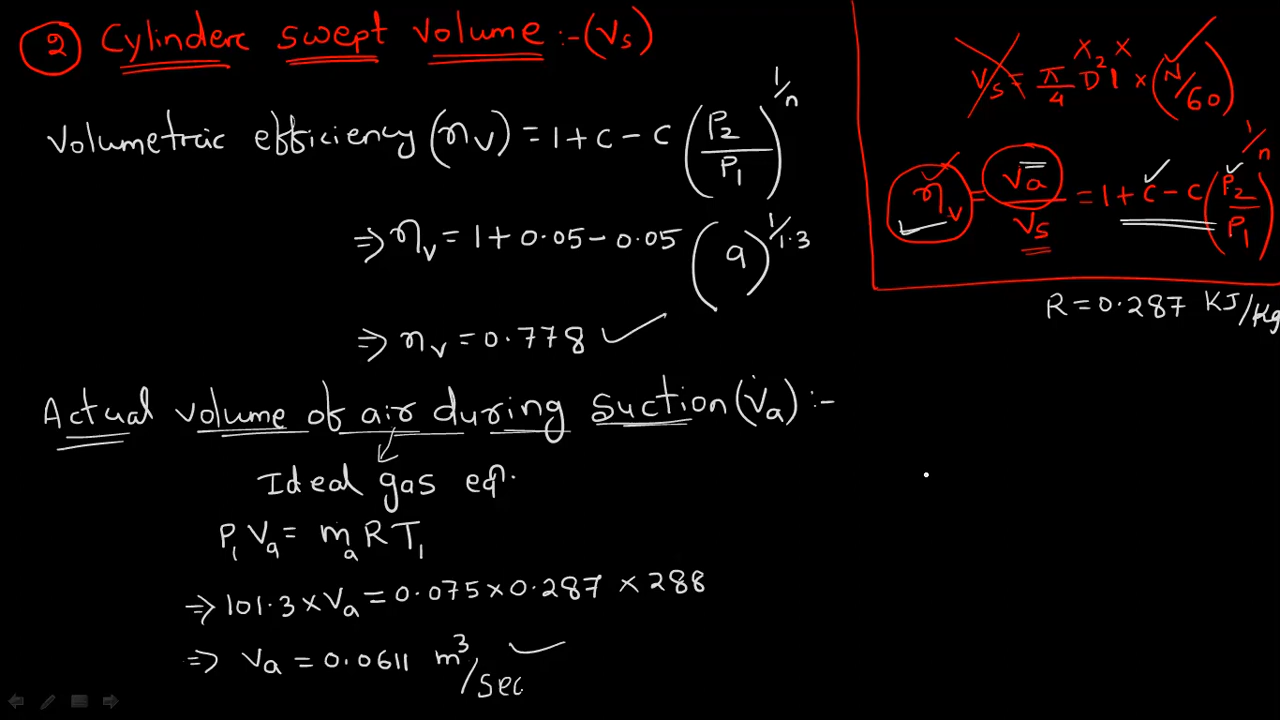 ② Cylinder swept volume :- (Vs)
Volumetric efficiency (ηv) = 1 + C - C (P2/P1)^1/n
⇒ ηv = 1 + 0.05 - 0.05 (9)^1/1.3
⇒ ηv = 0.778 ✓
Actual volume of air during suction (V̇a) :-
Ideal gas eqn.
P1 Va = ṁa R T1
⇒ 101.3 × Va = 0.075 × 0.287 × 288
⇒ Va = 0.0611 m³/sec ✓
Vs = π/4 D² l × (N/60)
ηv = Va/Vs = 1 + C - C (P2/P1)^1/n
R = 0.287 KJ/Kg